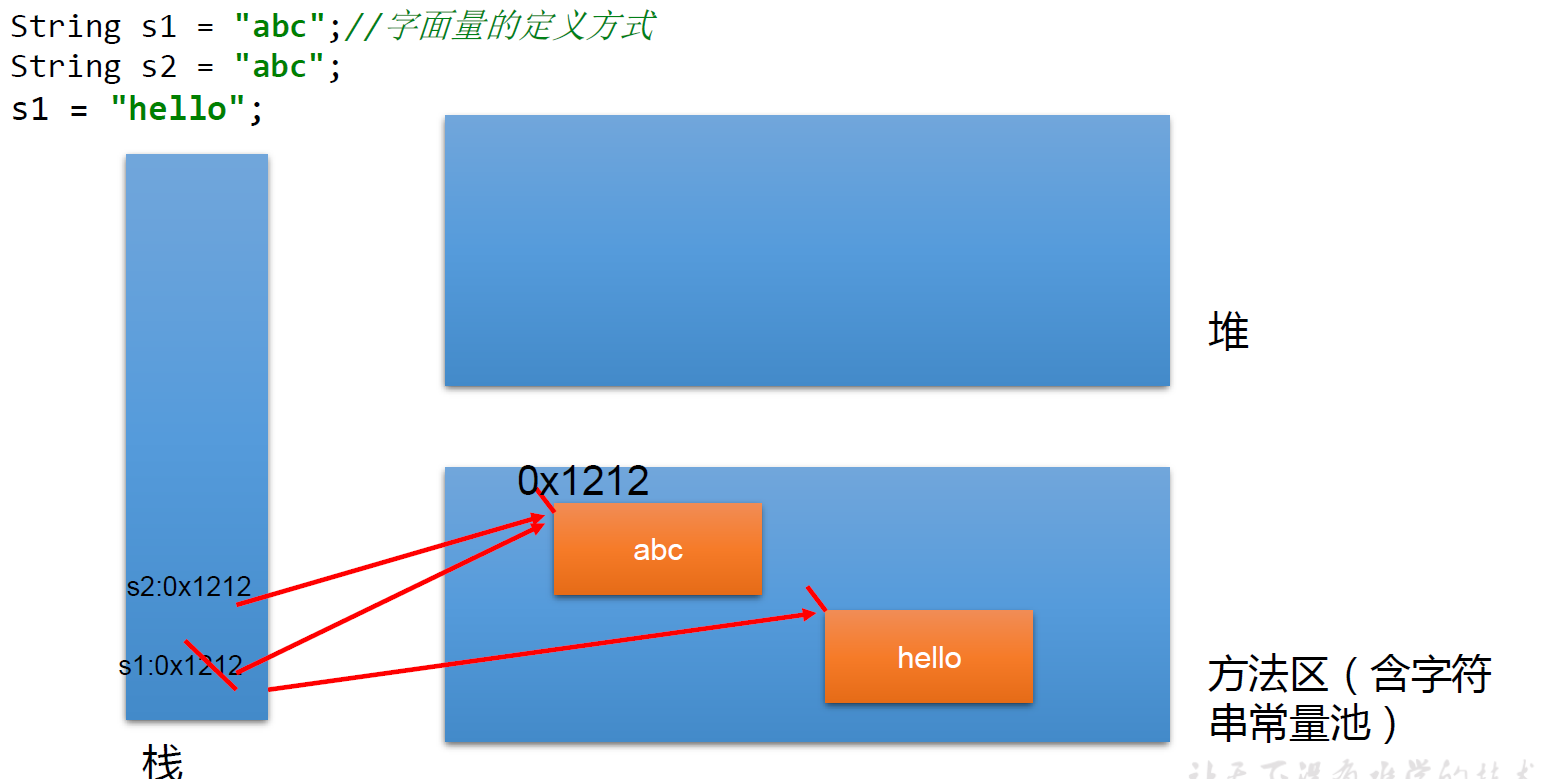 String s1 = "abc";//字面量的定义方式
String s2 = "abc";
s1 = "hello";
堆
0x1212
abc
s2:0x1212
s1:0x1212
hello
方法区（含字符
串常量池）
栈